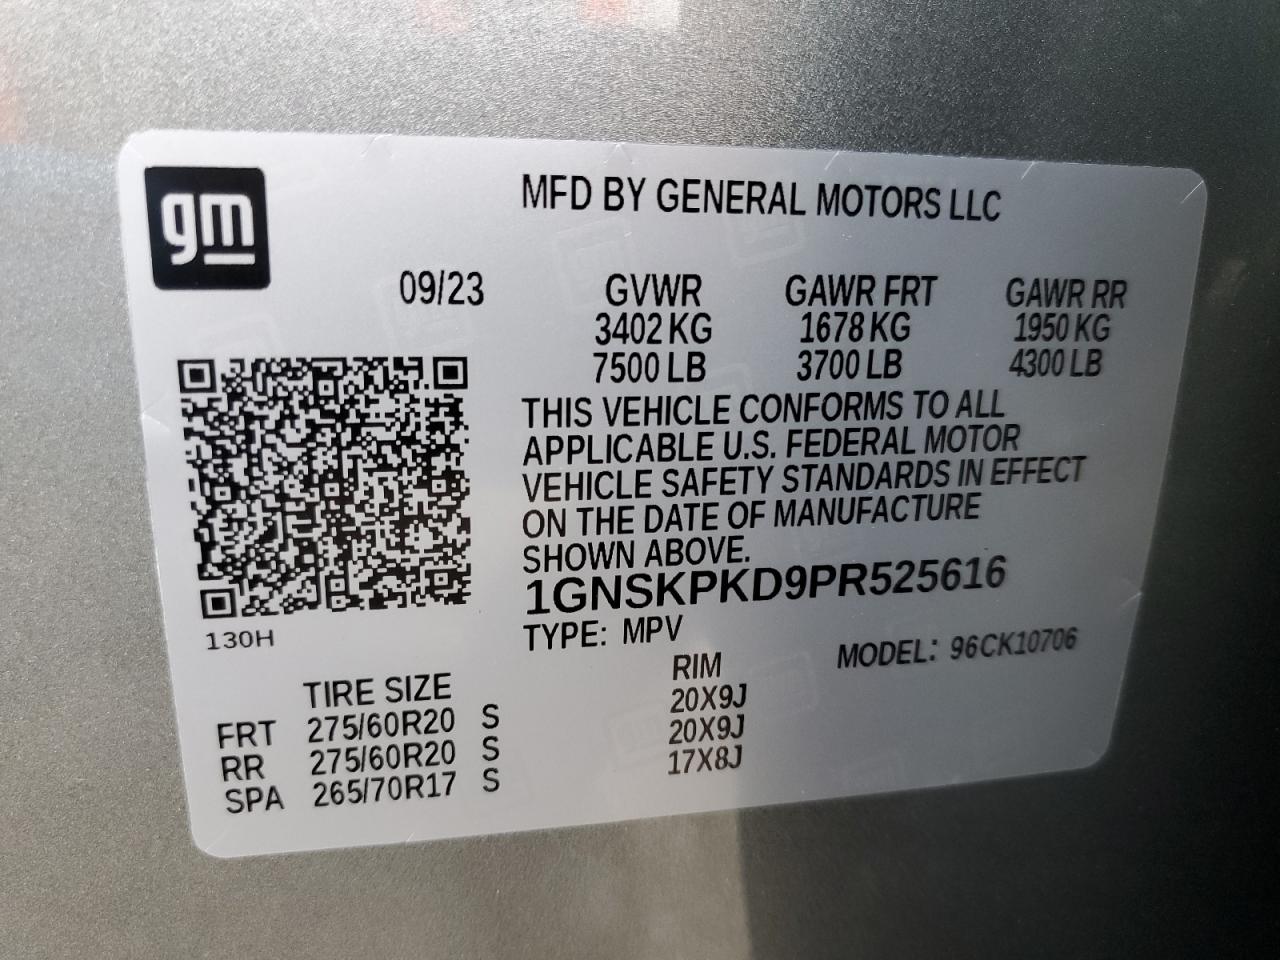 gm
MFD BY GENERAL MOTORS LLC
09/23 GVWR GAWR FRT GAWR RR
3402 KG 1678 KG 1950 KG
7500 LB 3700 LB 4300 LB
THIS VEHICLE CONFORMS TO ALL
APPLICABLE U.S. FEDERAL MOTOR
VEHICLE SAFETY STANDARDS IN EFFECT
ON THE DATE OF MANUFACTURE
SHOWN ABOVE.
1GNSKPKD9PR525616
130H
TYPE: MPV MODEL: 96CK10706
TIRE SIZE RIM
FRT 275/60R20 S 20X9J
RR 275/60R20 S 20X9J
SPA 265/70R17 S 17X8J